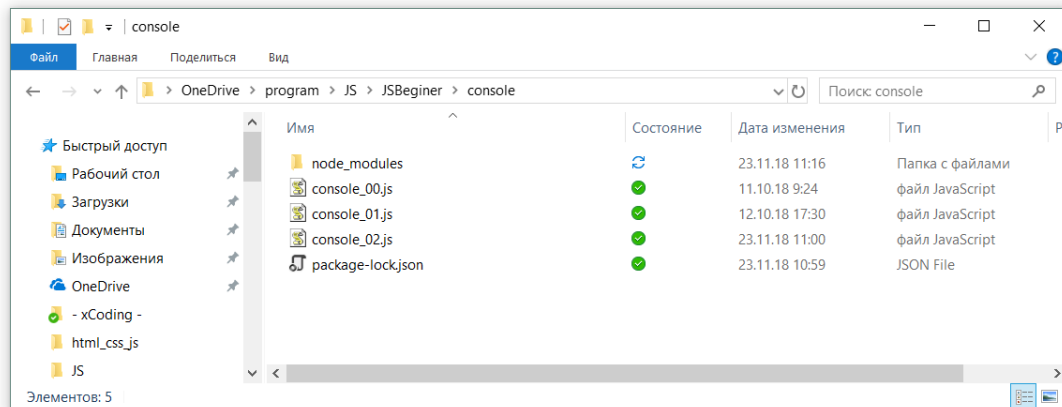 console
Файл Главная Поделиться Вид
OneDrive program JS JSBeginer console
Поиск: console
Имя Состояние Дата изменения Тип Р
Быстрый доступ
Рабочий стол
Загрузки
Документы
Изображения
OneDrive
- xCoding -
html_css_js
JS
node_modules 23.11.18 11:16 Папка с файлами
console_00.js 11.10.18 9:24 файл JavaScript
console_01.js 12.10.18 17:30 файл JavaScript
console_02.js 23.11.18 11:00 файл JavaScript
package-lock.json 23.11.18 10:59 JSON File
Элементов: 5